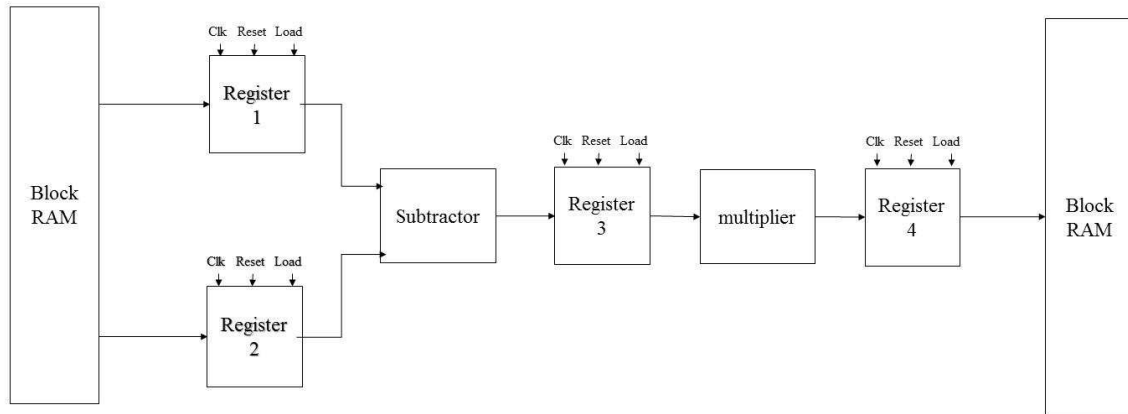 Block
RAM
Clk Reset Load
Register
1
Clk Reset Load
Register
2
Subtractor
Clk Reset Load
Register
3
multiplier
Clk Reset Load
Register
4
Block
RAM